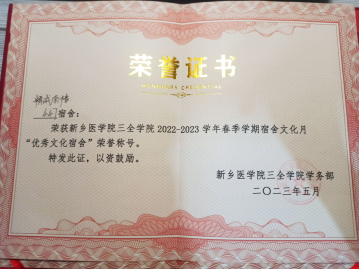 荣誉证书
HONORARY CREDENTIAL
447宿舍：
荣获新乡医学院三全学院2022-2023学年春季学期宿舍文化月
“优秀文化宿舍”荣誉称号。
特发此证，以资鼓励。
新乡医学院三全学院学务部
二〇二三年五月